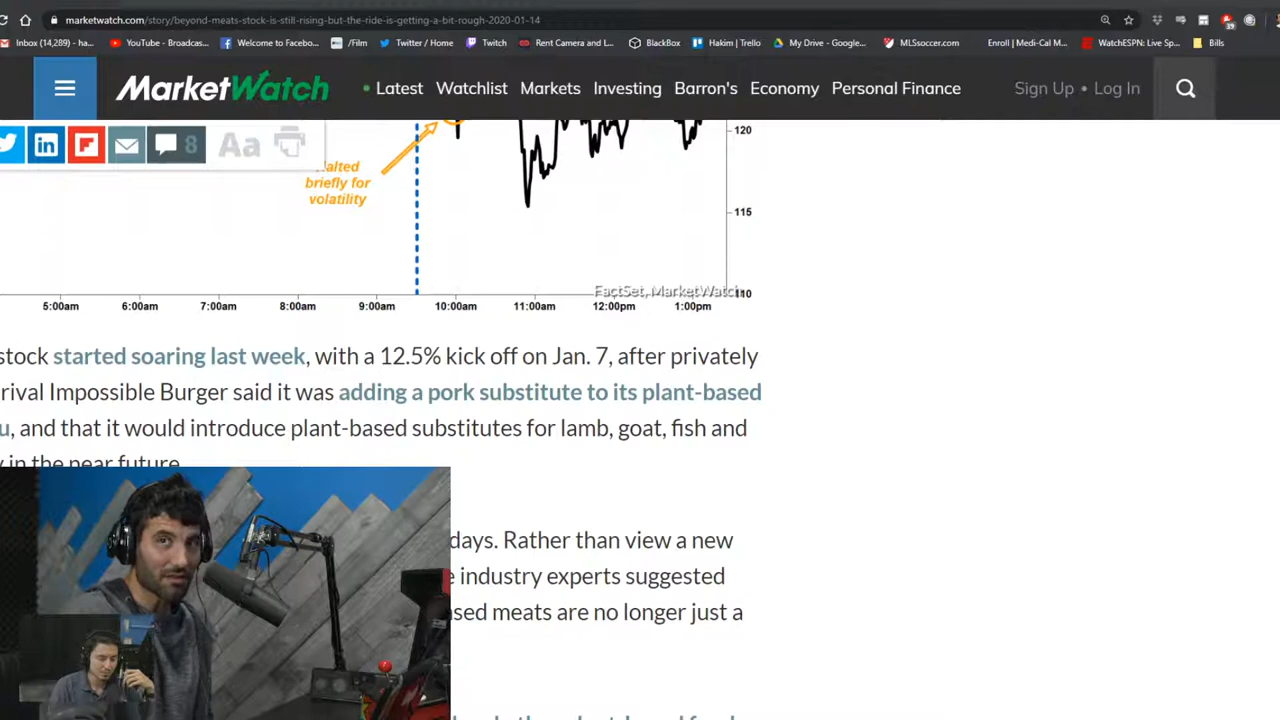 marketwatch.com/story/beyond-meats-stock-is-still-rising-but-the-ride-is-getting-a-bit-rough-2020-01-14
Inbox (14,289) - ha... YouTube - Broadcas... Welcome to Facebo... /Film Twitter / Home Twitch Rent Camera and L... BlackBox Hakim | Trello My Drive - Google... MLSsoccer.com Enroll | Medi-Cal M... WatchESPN: Live Sp... Bills
MarketWatch Latest Watchlist Markets Investing Barron's Economy Personal Finance Sign Up • Log In
8 Aa
120
alted
briefly for
volatility
115
FactSet, MarketWatch
110
5:00am 6:00am 7:00am 8:00am 9:00am 10:00am 11:00am 12:00pm 1:00pm
stock started soaring last week, with a 12.5% kick off on Jan. 7, after privately
rival Impossible Burger said it was adding a pork substitute to its plant-based
u, and that it would introduce plant-based substitutes for lamb, goat, fish and
y in the near future.
days. Rather than view a new
e industry experts suggested
ased meats are no longer just a